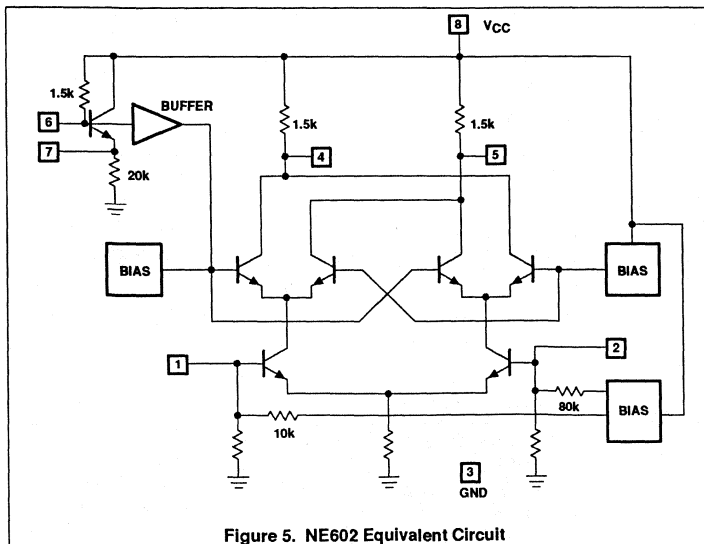 8 VCC
1.5k
BUFFER
6
1.5k
1.5k
7
4
5
20k
BIAS
BIAS
1
2
10k
80k
BIAS
3
GND
Figure 5. NE602 Equivalent Circuit